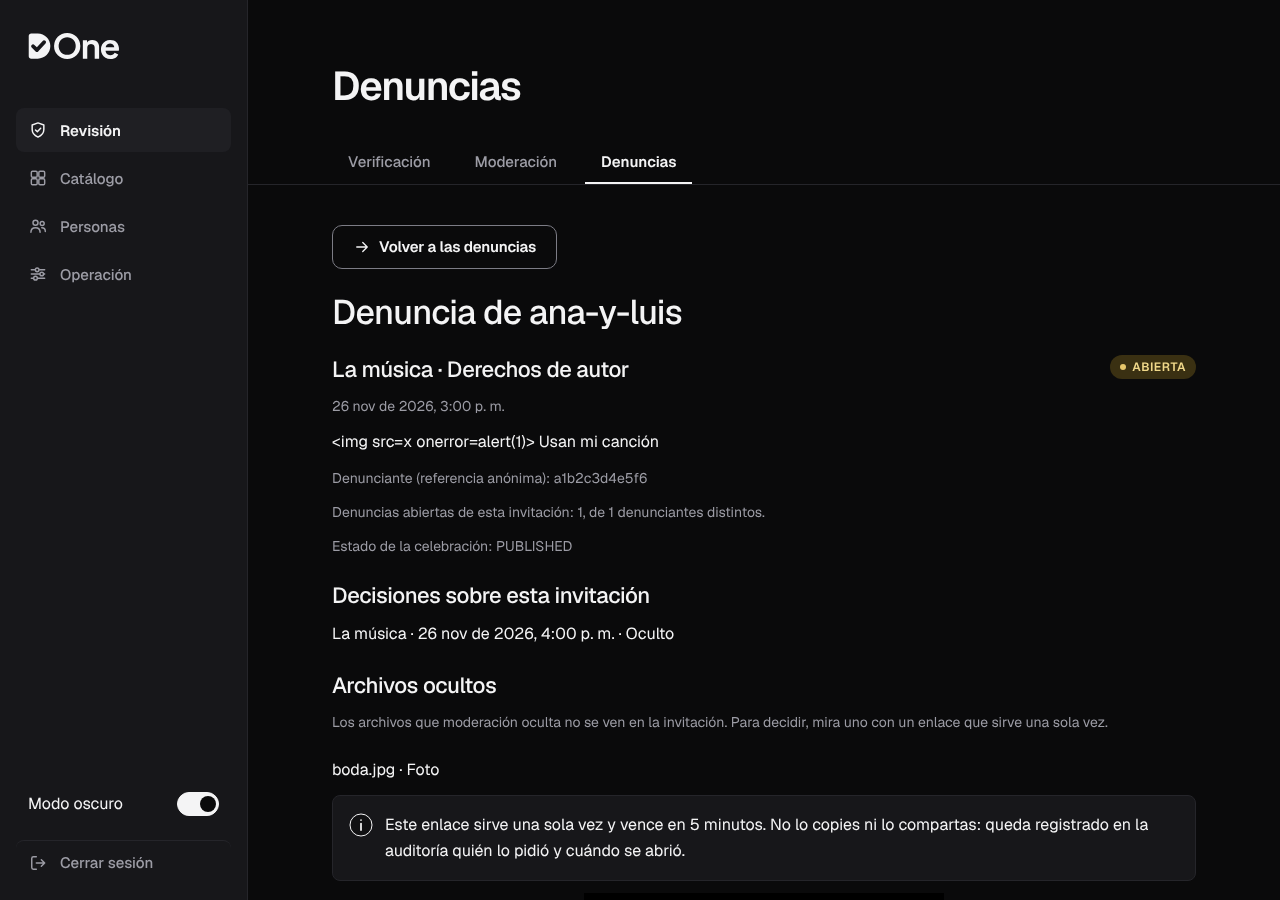 One
Revisión
Catálogo
Personas
Operación
Modo oscuro
Cerrar sesión
Denuncias
Verificación
Moderación
Denuncias
Volver a las denuncias
Denuncia de ana-y-luis
La música · Derechos de autor
ABIERTA
26 nov de 2026, 3:00 p. m.
<img src=x onerror=alert(1)> Usan mi canción
Denunciante (referencia anónima): a1b2c3d4e5f6
Denuncias abiertas de esta invitación: 1, de 1 denunciantes distintos.
Estado de la celebración: PUBLISHED
Decisiones sobre esta invitación
La música · 26 nov de 2026, 4:00 p. m. · Oculto
Archivos ocultos
Los archivos que moderación oculta no se ven en la invitación. Para decidir, mira uno con un enlace que sirve una sola vez.
boda.jpg · Foto
Este enlace sirve una sola vez y vence en 5 minutos. No lo copies ni lo compartas: queda registrado en la
auditoría quién lo pidió y cuándo se abrió.